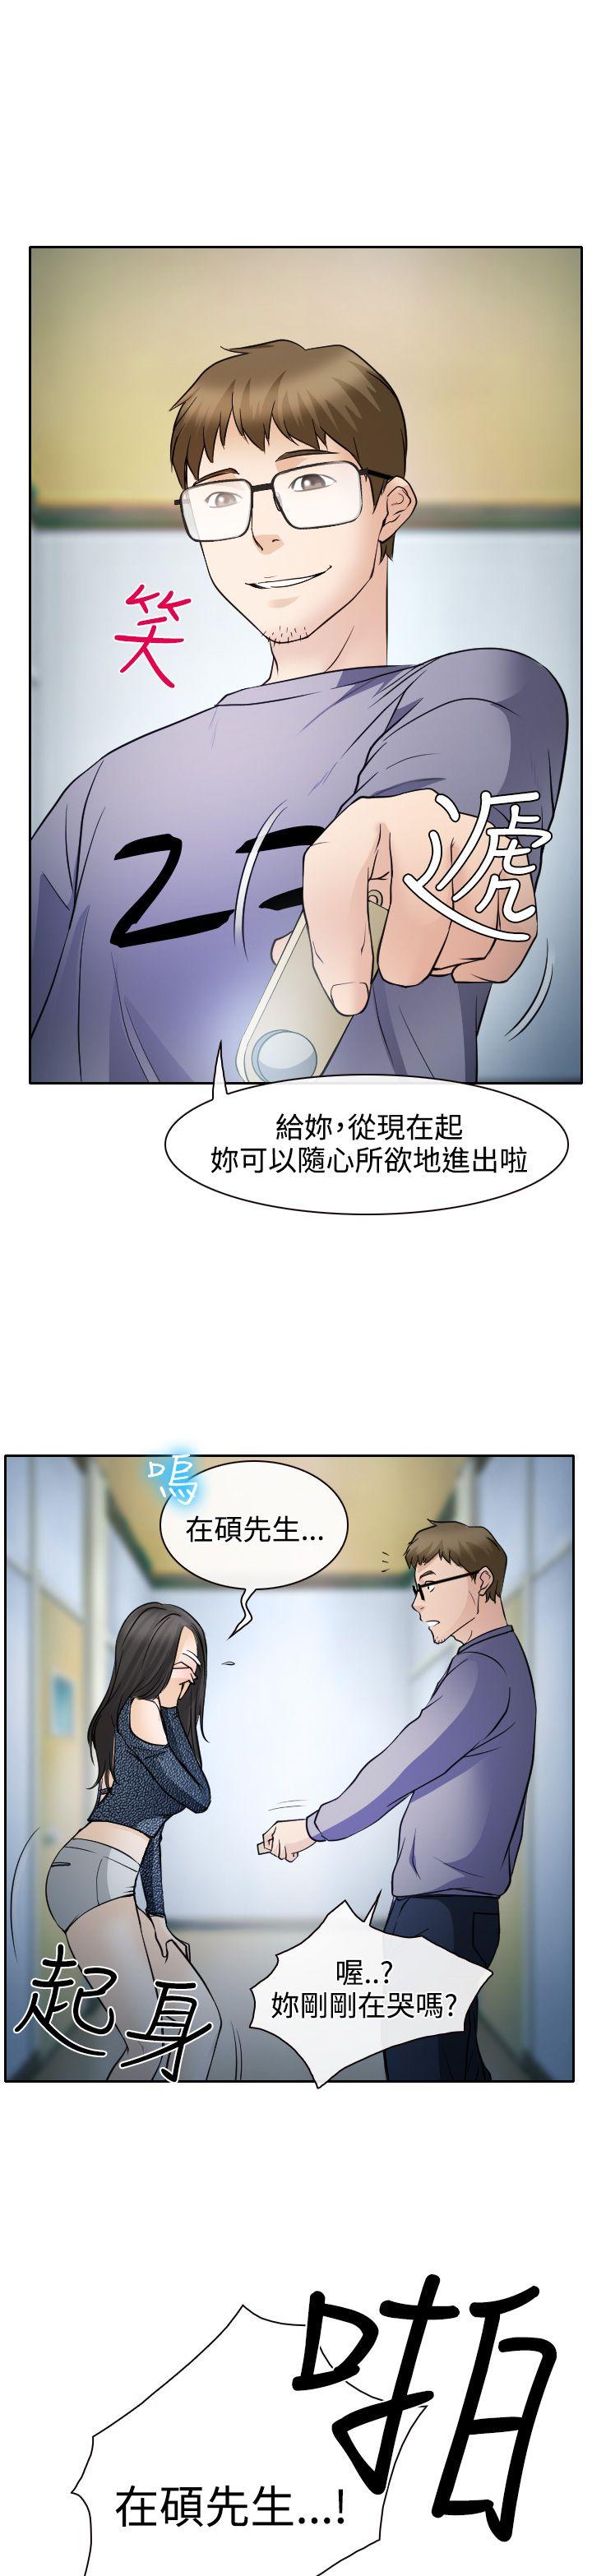 笑
遞
給妳，從現在起
妳可以隨心所欲地進出啦
23
嗚
在碩先生...
喔..?
妳剛剛在哭嗎?
起身
啪
在碩先生...!